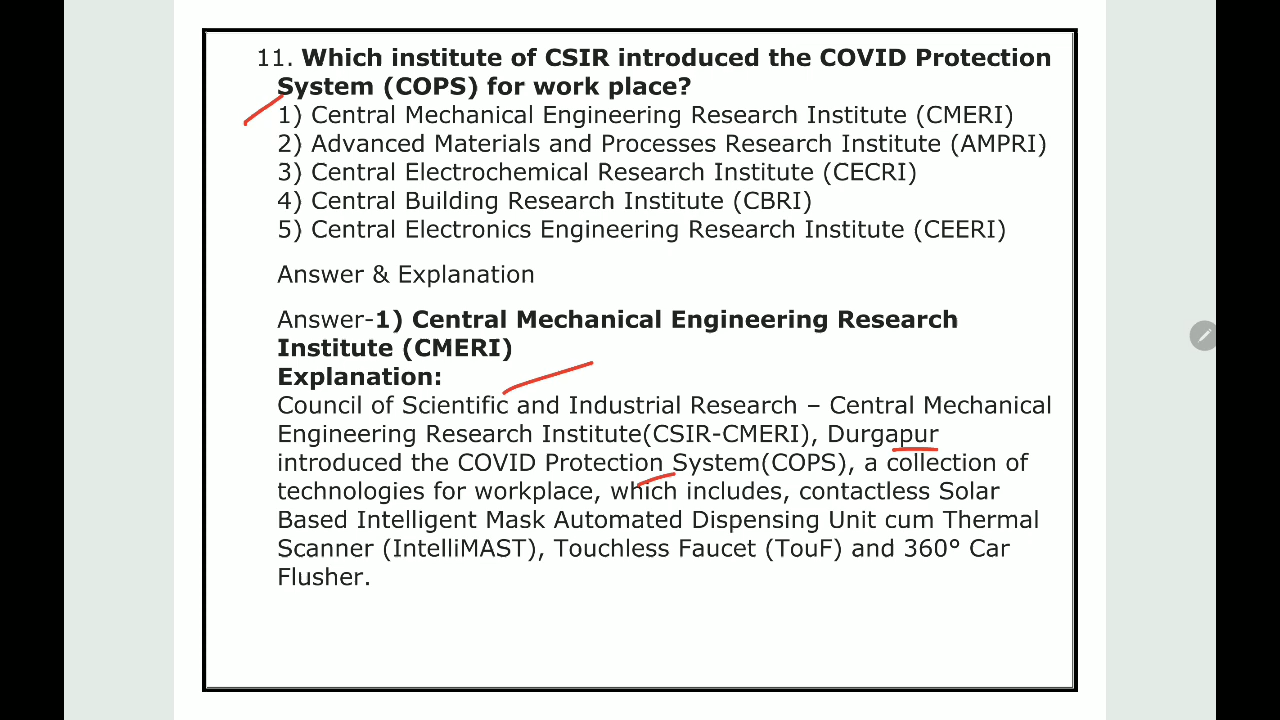 11. Which institute of CSIR introduced the COVID Protection
System (COPS) for work place?
1) Central Mechanical Engineering Research Institute (CMERI)
2) Advanced Materials and Processes Research Institute (AMPRI)
3) Central Electrochemical Research Institute (CECRI)
4) Central Building Research Institute (CBRI)
5) Central Electronics Engineering Research Institute (CEERI)
Answer & Explanation
Answer-1) Central Mechanical Engineering Research
Institute (CMERI)
Explanation:
Council of Scientific and Industrial Research – Central Mechanical
Engineering Research Institute(CSIR-CMERI), Durgapur
introduced the COVID Protection System(COPS), a collection of
technologies for workplace, which includes, contactless Solar
Based Intelligent Mask Automated Dispensing Unit cum Thermal
Scanner (IntelliMAST), Touchless Faucet (TouF) and 360° Car
Flusher.